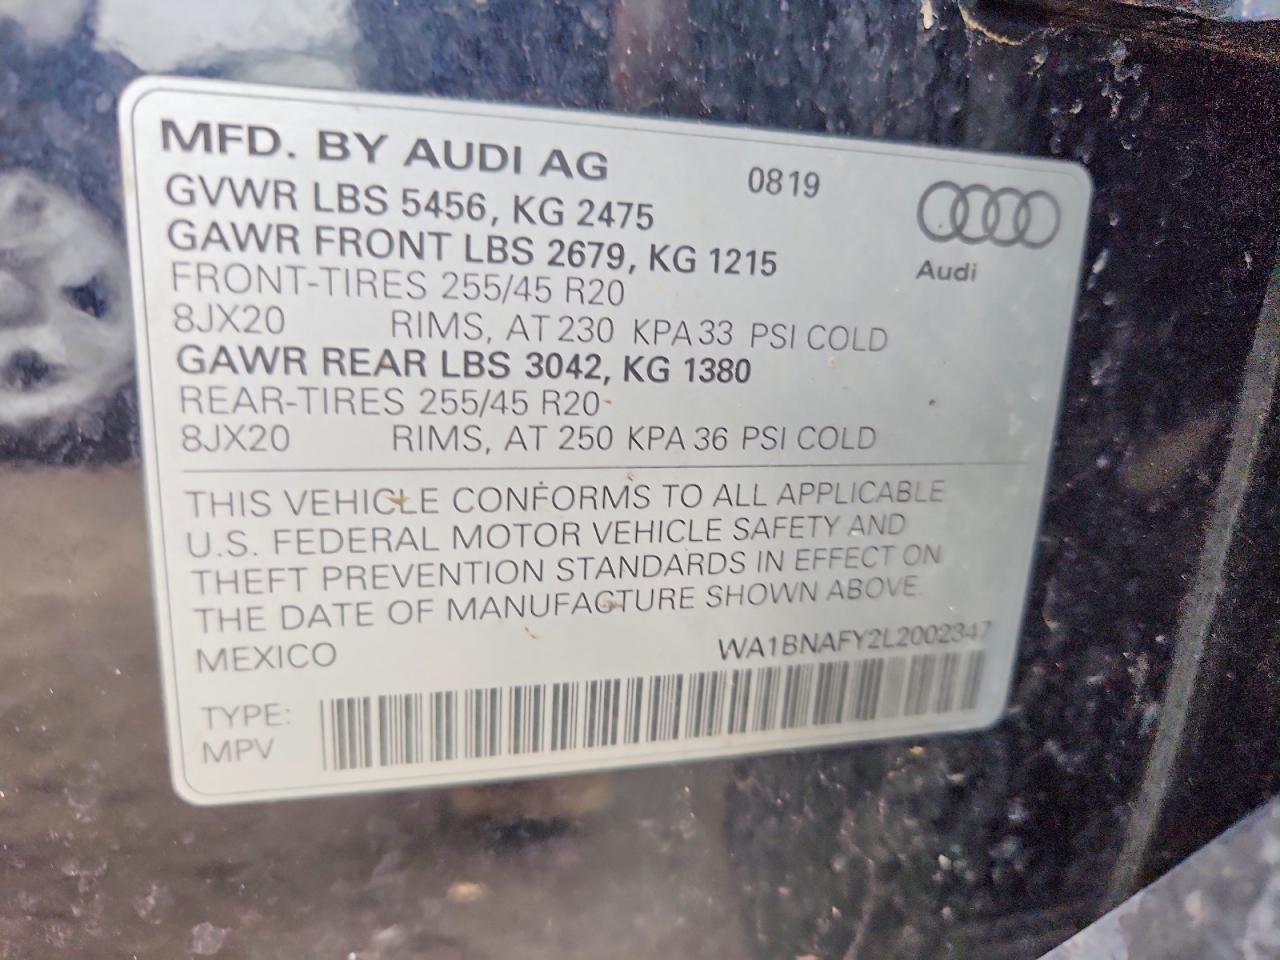 MFD. BY AUDI AG 0819
GVWR LBS 5456, KG 2475
GAWR FRONT LBS 2679, KG 1215
Audi
FRONT-TIRES 255/45 R20
8JX20 RIMS, AT 230 KPA 33 PSI COLD
GAWR REAR LBS 3042, KG 1380
REAR-TIRES 255/45 R20
8JX20 RIMS, AT 250 KPA 36 PSI COLD
THIS VEHICLE CONFORMS TO ALL APPLICABLE
U.S. FEDERAL MOTOR VEHICLE SAFETY AND
THEFT PREVENTION STANDARDS IN EFFECT ON
THE DATE OF MANUFACTURE SHOWN ABOVE.
MEXICO WA1BNAFY2L2002347
TYPE:
MPV